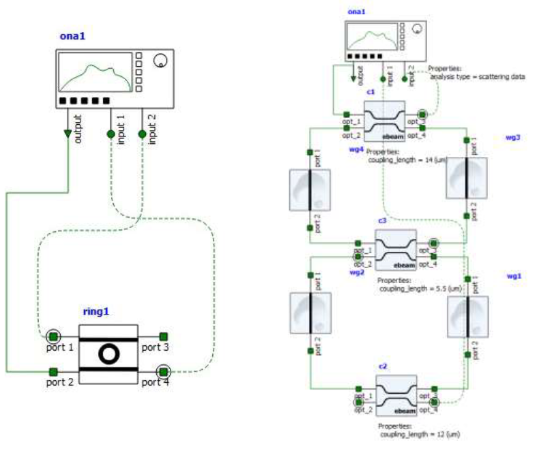 ona1
output
input 1
input 2
ring1
port 1
port 3
port 2
port 4
ona1
output
input 1
input 2
Properties:
analysis type = scattering data
c1
opt_1
opt_2
opt_4
ebeam
Properties:
coupling_length = 14 (um)
wg4
port 1
port 2
wg3
port 1
port 2
c3
opt_1
opt_2
opt_4
ebeam
Properties:
coupling_length = 5.5 (um)
wg2
port 1
port 2
wg1
port 1
port 2
c2
opt_1
opt_2
opt_4
ebeam
Properties:
coupling_length = 12 (um)